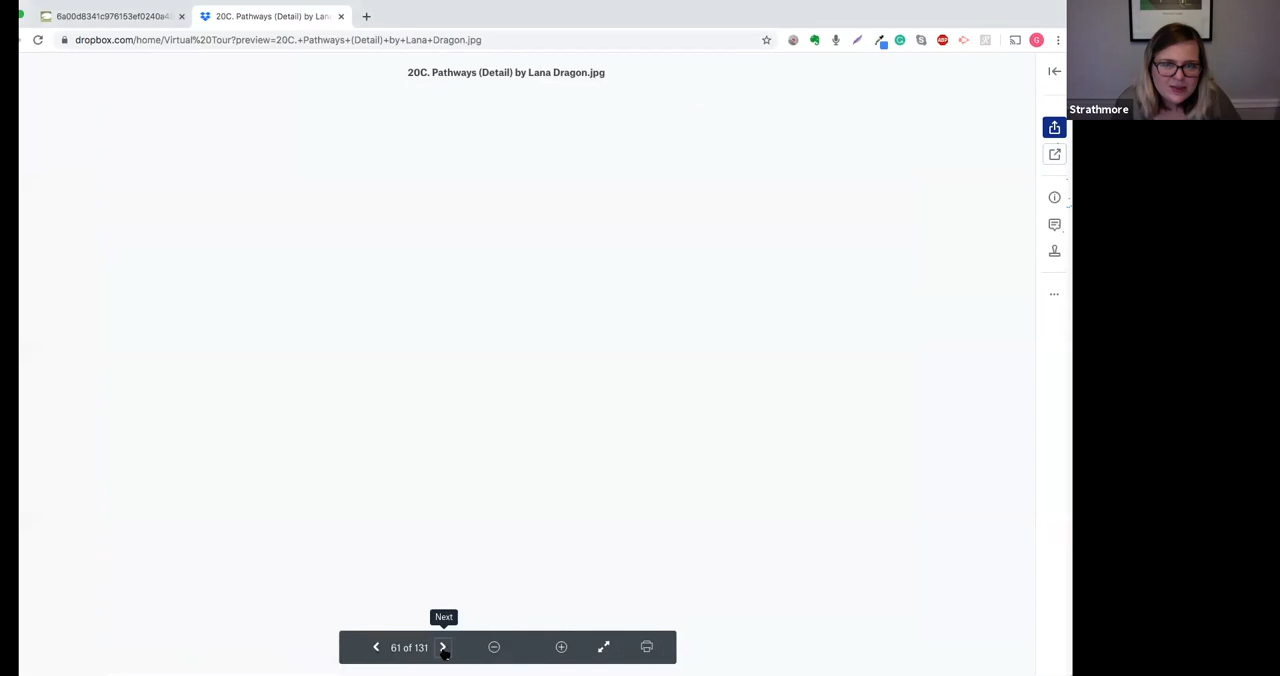 6a00d8341c976153ef0240a4
20C. Pathways (Detail) by Lana
dropbox.com/home/Virtual%20Tour?preview=20C.+Pathways+(Detail)+by+Lana+Dragon.jpg
20C. Pathways (Detail) by Lana Dragon.jpg
Strathmore
Next
61 of 131